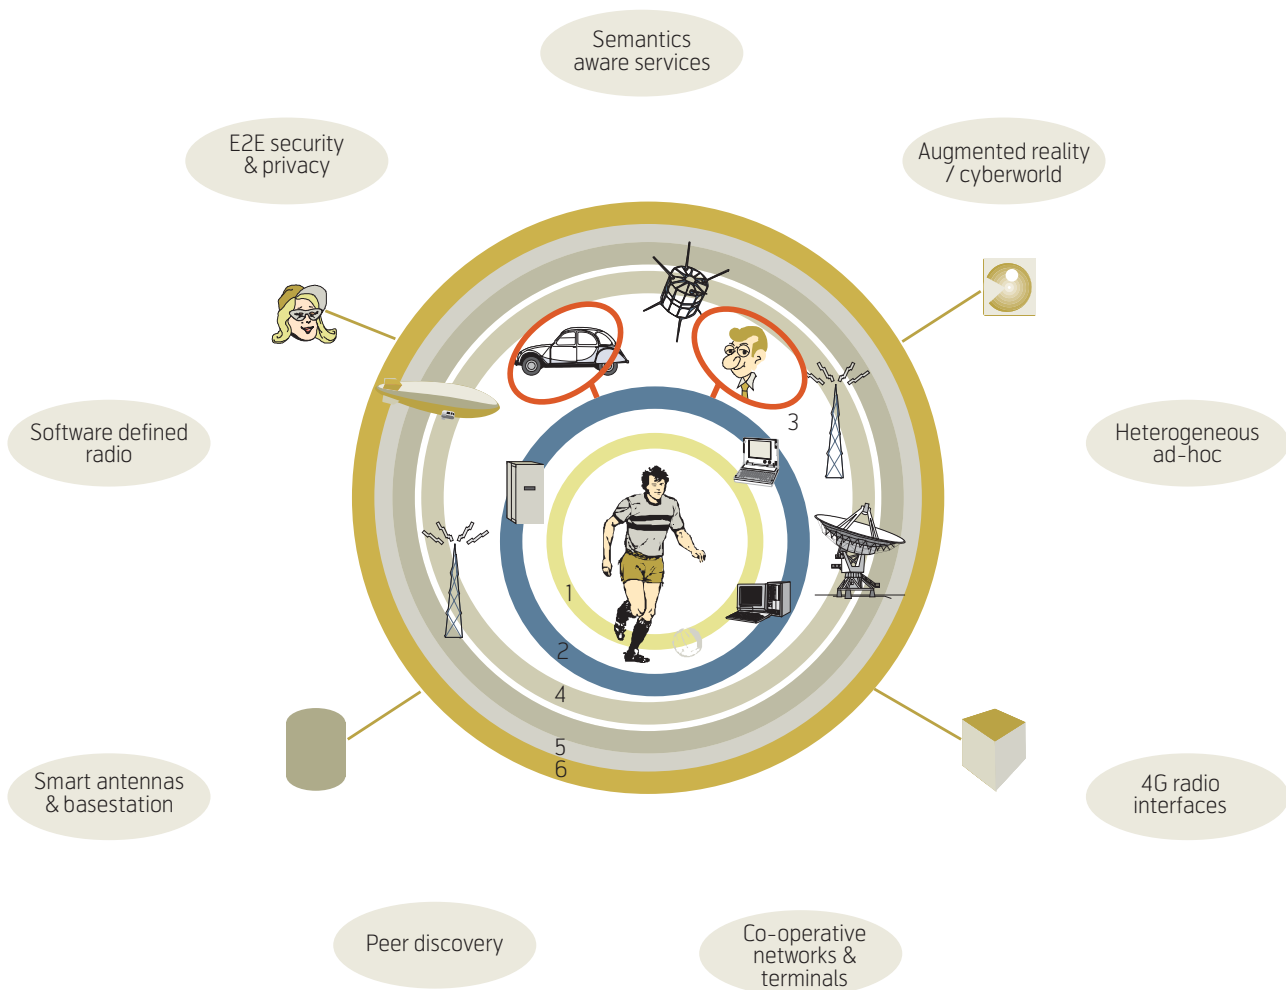 Semantics
aware services
E2E security
& privacy
Augmented reality
/ cyberworld
Software defined
radio
3
Heterogeneous
ad-hoc
1
2
4
5
6
Smart antennas
& basestation
4G radio
interfaces
Peer discovery
Co-operative
networks &
terminals